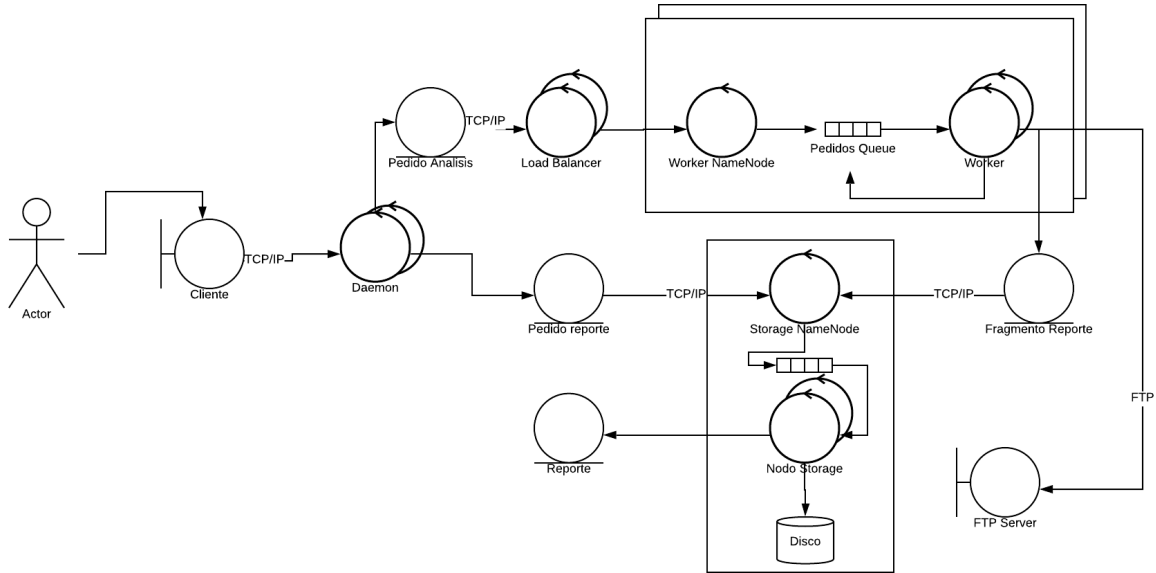 TCP/IP
Pedido Analisis
Load Balancer
Worker NameNode
Pedidos Queue
Worker
Actor
Cliente
TCP/IP
Daemon
Pedido reporte
TCP/IP
Storage NameNode
TCP/IP
Fragmento Reporte
Reporte
Nodo Storage
Disco
FTP
FTP Server